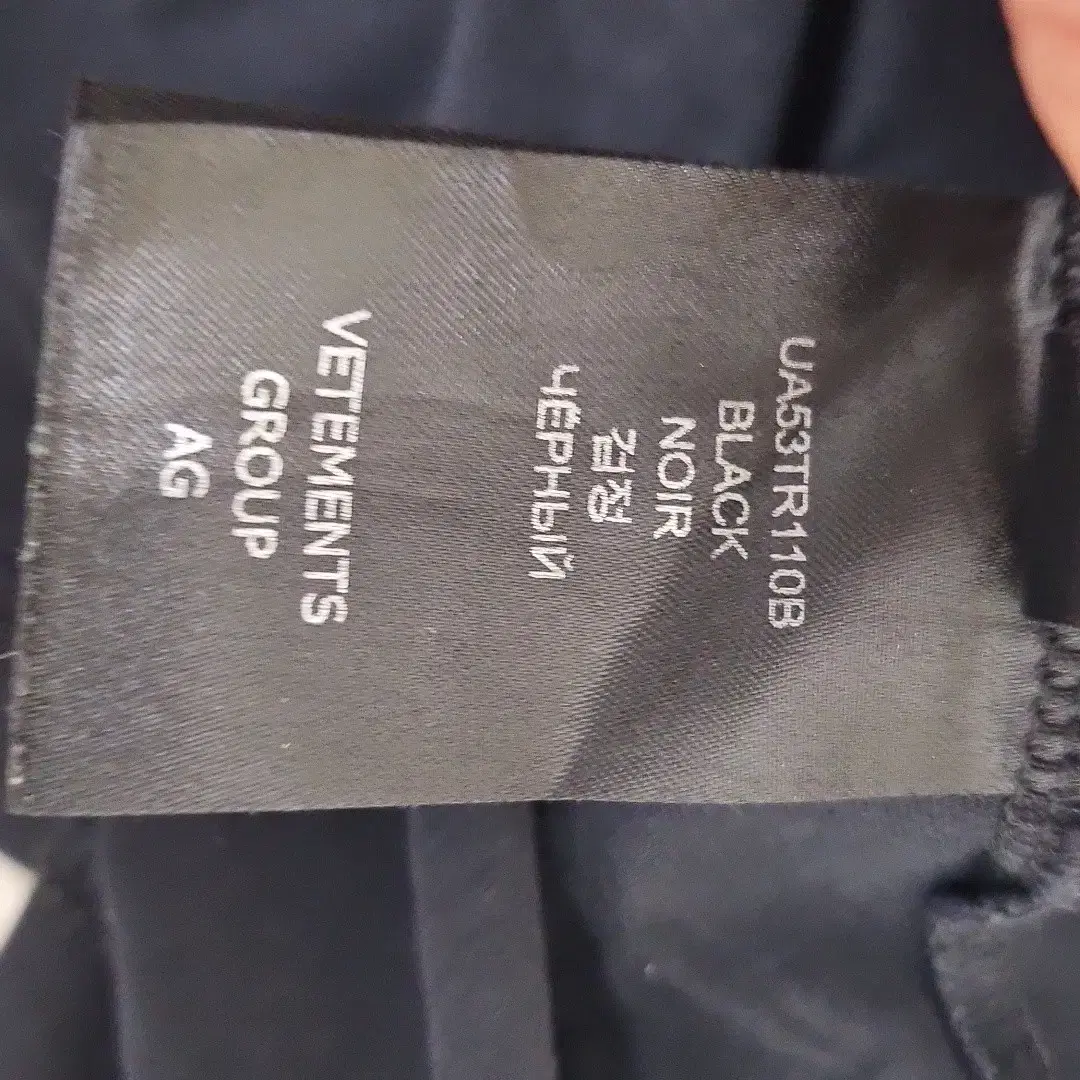 UA53TR110B
BLACK
NOIR
검정
ЧЁРНЫЙ
VETEMENTS
GROUP
AG